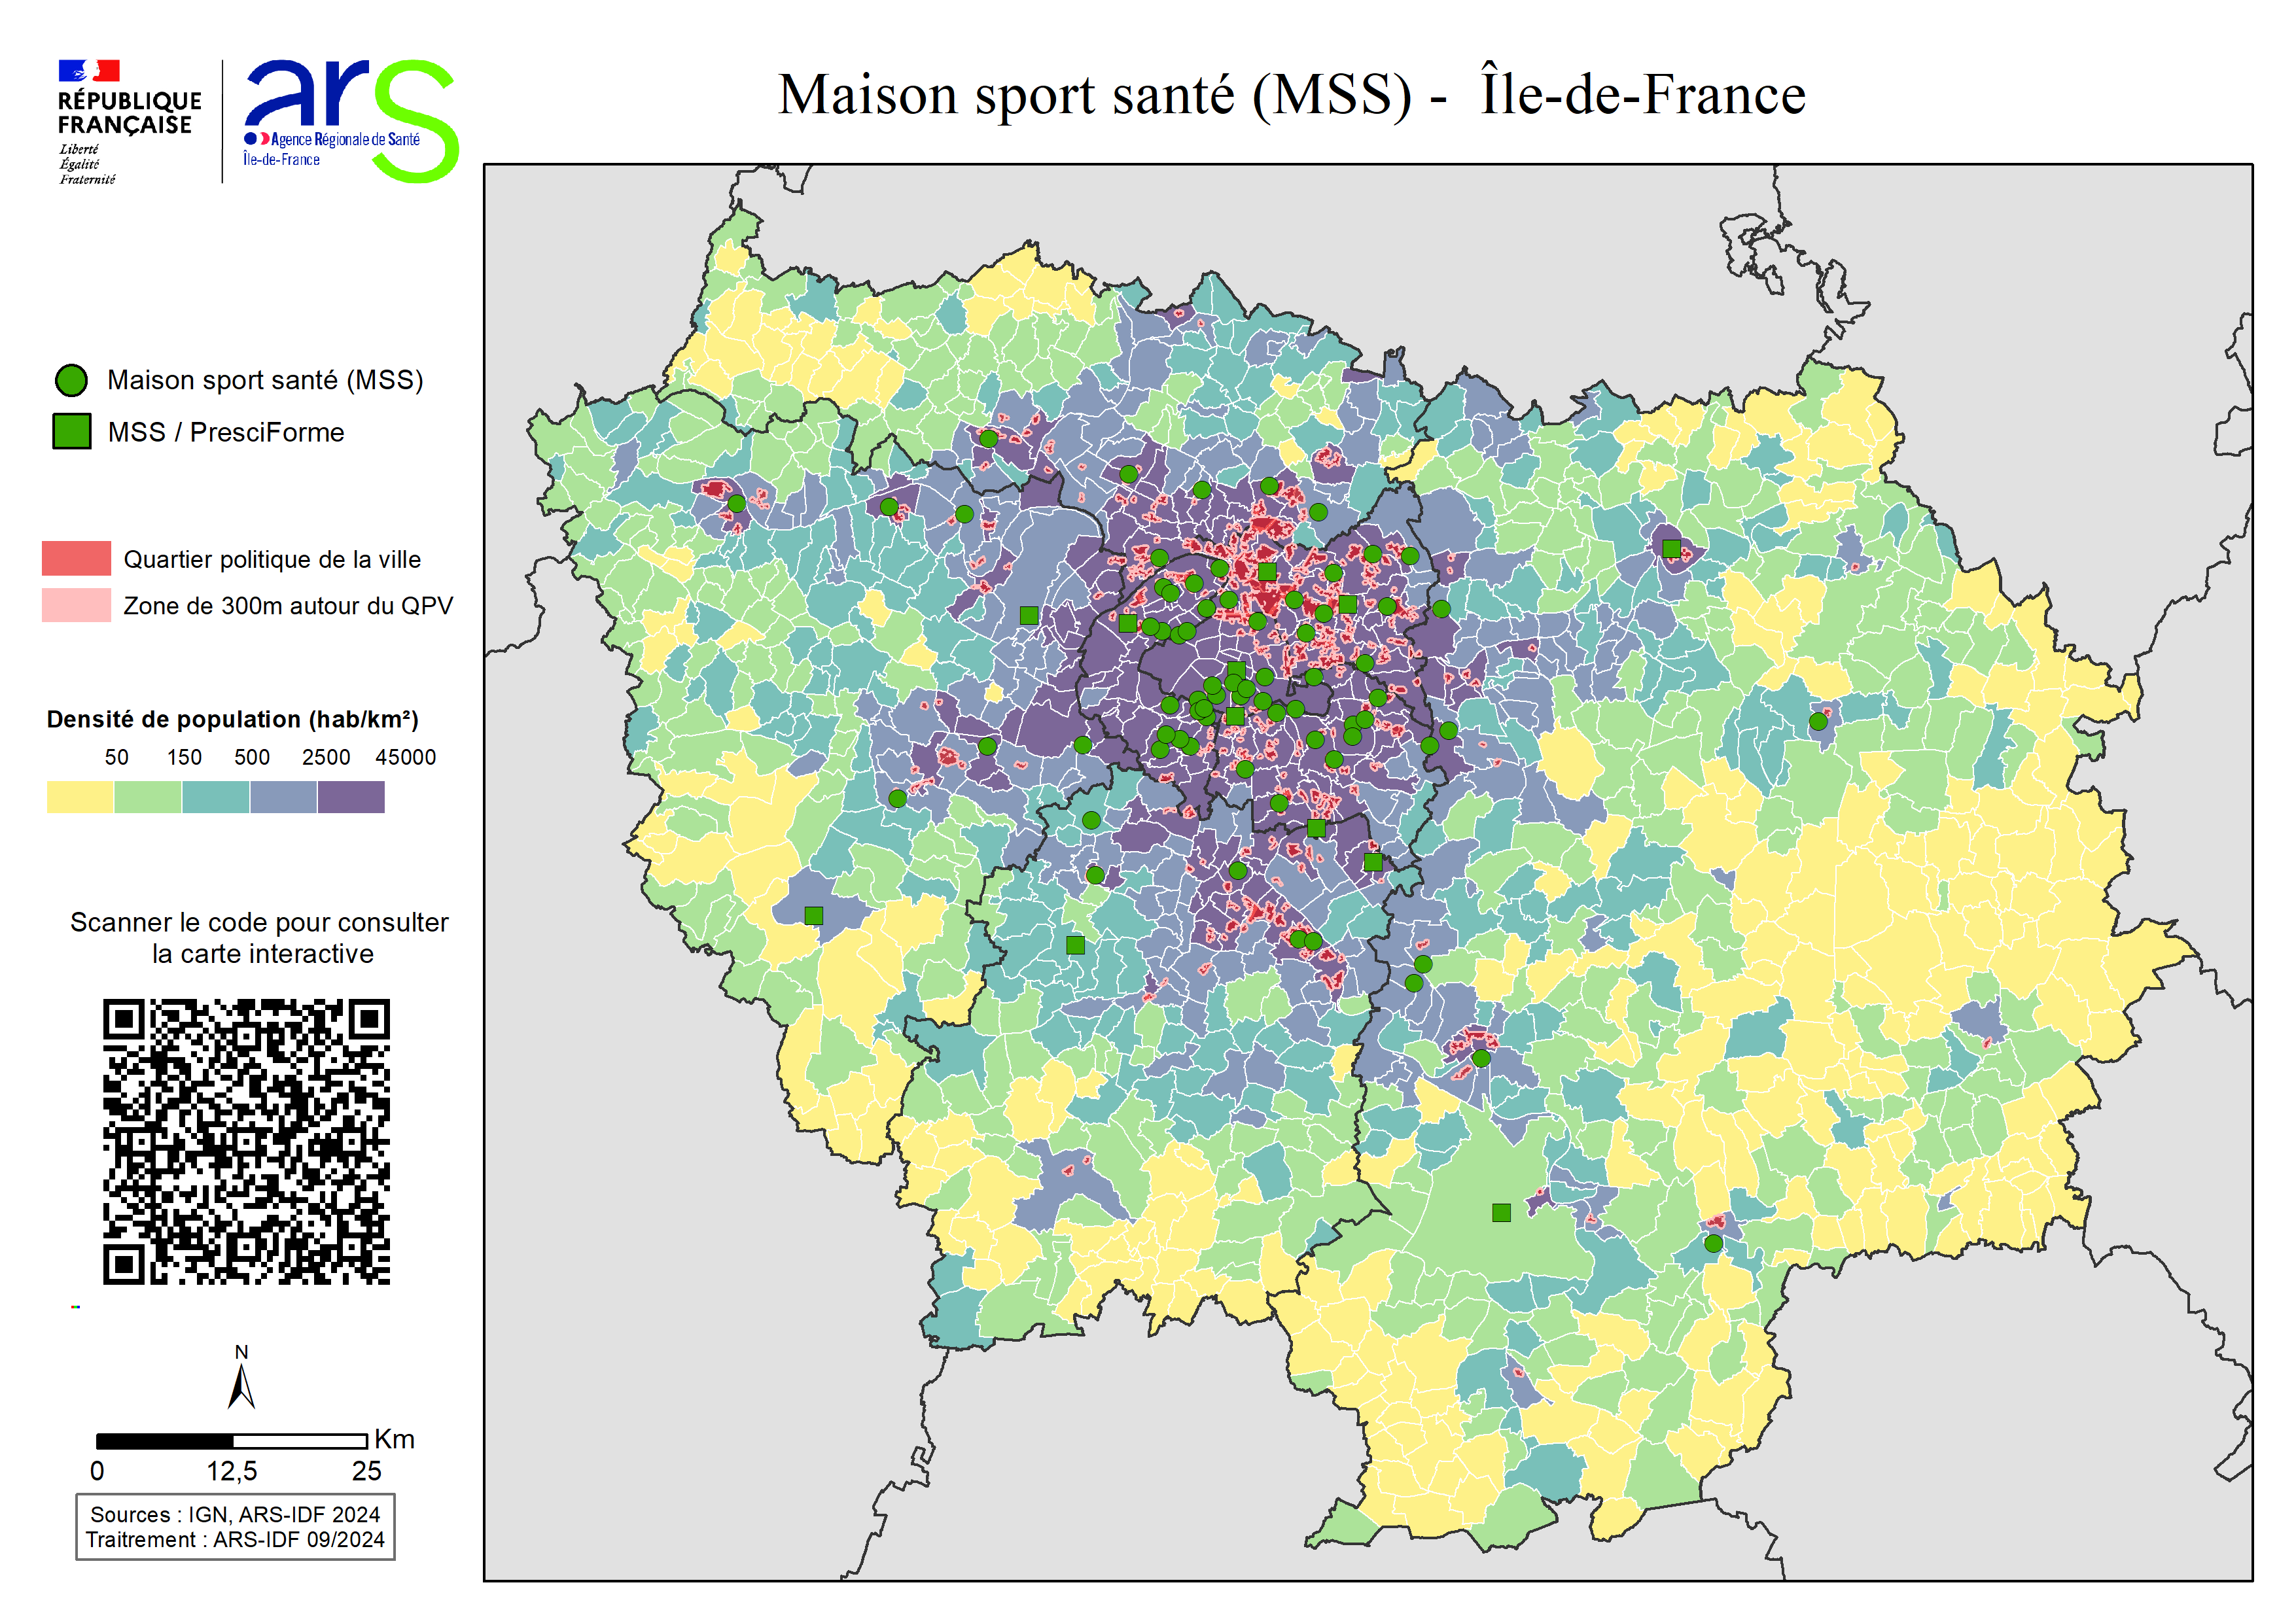 RÉPUBLIQUE
FRANÇAISE
Liberté
Égalité
Fraternité
ars
Agence Régionale de Santé
Île-de-France
Maison sport santé (MSS) - Île-de-France
Maison sport santé (MSS)
MSS / PresciForme
Quartier politique de la ville
Zone de 300m autour du QPV
Densité de population (hab/km²)
50 150 500 2500 45000
Scanner le code pour consulter
la carte interactive
N
Km
0 12,5 25
Sources : IGN, ARS-IDF 2024
Traitrement : ARS-IDF 09/2024